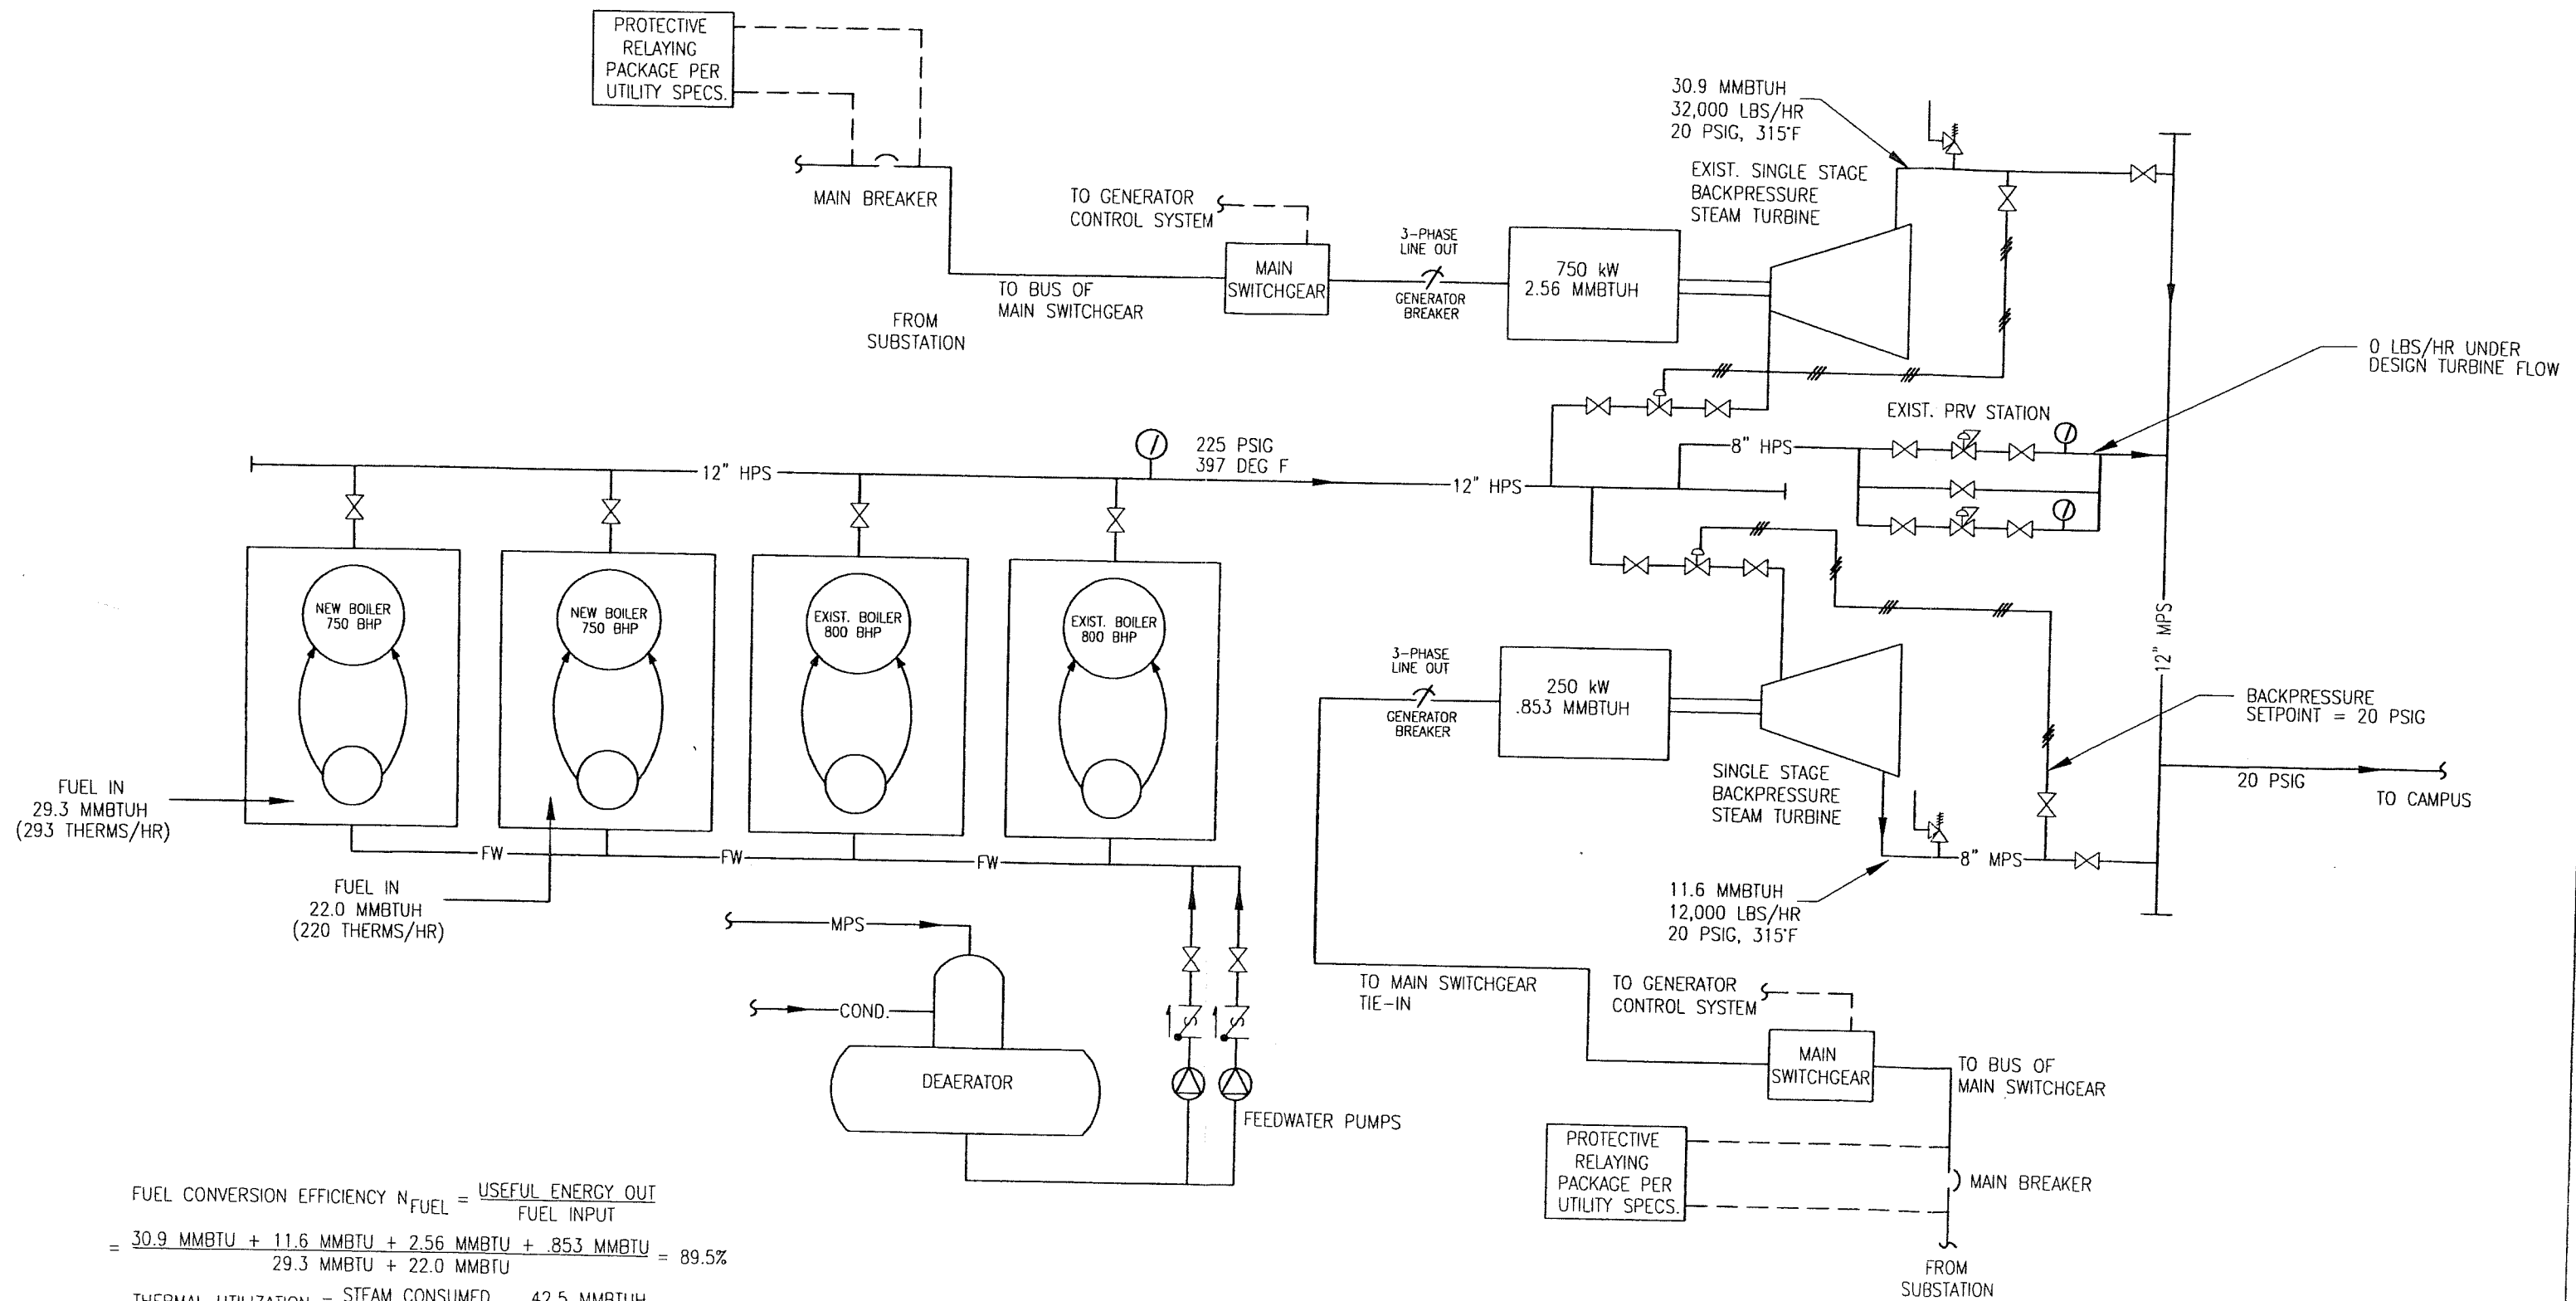 PROTECTIVE
RELAYING
PACKAGE PER
UTILITY SPECS.
MAIN BREAKER
TO GENERATOR
CONTROL SYSTEM
TO BUS OF
MAIN SWITCHGEAR
FROM
SUBSTATION
MAIN
SWITCHGEAR
3-PHASE
LINE OUT
GENERATOR
BREAKER
750 kW
2.56 MMBTUH
30.9 MMBTUH
32,000 LBS/HR
20 PSIG, 315°F
EXIST. SINGLE STAGE
BACKPRESSURE
STEAM TURBINE
0 LBS/HR UNDER
DESIGN TURBINE FLOW
EXIST. PRV STATION
8" HPS
12" HPS
225 PSIG
397 DEG F
12" HPS
NEW BOILER
750 BHP
NEW BOILER
750 BHP
EXIST. BOILER
800 BHP
EXIST. BOILER
800 BHP
12" MPS
3-PHASE
LINE OUT
GENERATOR
BREAKER
250 kW
.853 MMBTUH
SINGLE STAGE
BACKPRESSURE
STEAM TURBINE
BACKPRESSURE
SETPOINT = 20 PSIG
20 PSIG
TO CAMPUS
FUEL IN
29.3 MMBTUH
(293 THERMS/HR)
FW
FW
FW
FUEL IN
22.0 MMBTUH
(220 THERMS/HR)
8" MPS
11.6 MMBTUH
12,000 LBS/HR
20 PSIG, 315°F
MPS
COND.
DEAERATOR
FEEDWATER PUMPS
TO MAIN SWITCHGEAR
TIE-IN
TO GENERATOR
CONTROL SYSTEM
MAIN
SWITCHGEAR
TO BUS OF
MAIN SWITCHGEAR
PROTECTIVE
RELAYING
PACKAGE PER
UTILITY SPECS.
MAIN BREAKER
FROM
SUBSTATION
FUEL CONVERSION EFFICIENCY N FUEL = USEFUL ENERGY OUT
FUEL INPUT
= 30.9 MMBTU + 11.6 MMBTU + 2.56 MMBTU + .853 MMBTU = 89.5%
29.3 MMBTU + 22.0 MMBTU
THERMAL UTILIZATION = STEAM CONSUMED 42.5 MMBTUH